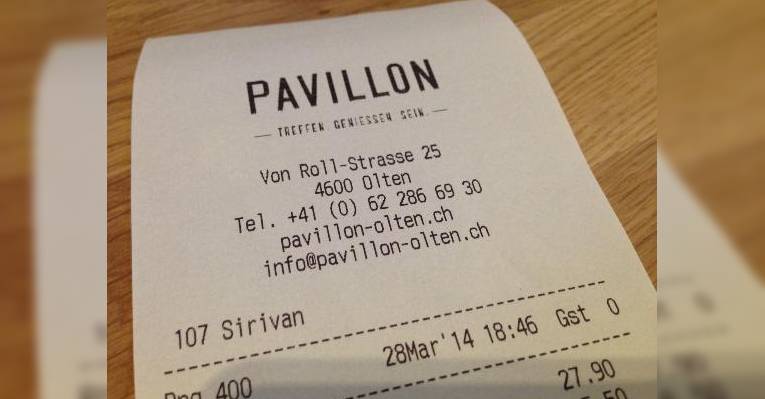 PAVILLON
— TREFFEN. GENIESSEN. SEIN. —
Von Roll-Strasse 25
4600 Olten
Tel. +41 (0) 62 286 69 30
pavillon-olten.ch
info@pavillon-olten.ch
107 Sirivan
28Mar'14 18:46 Gst 0
400
27.90